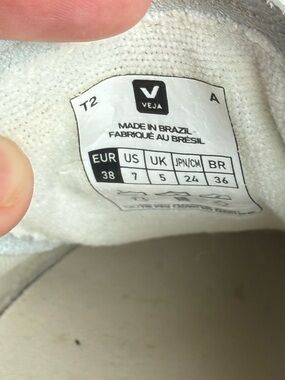 T2
V
VEJA
A
MADE IN BRAZIL
FABRIQUÉ AU BRÉSIL
EUR US UK JPN/CM BR
38 7 5 24 36